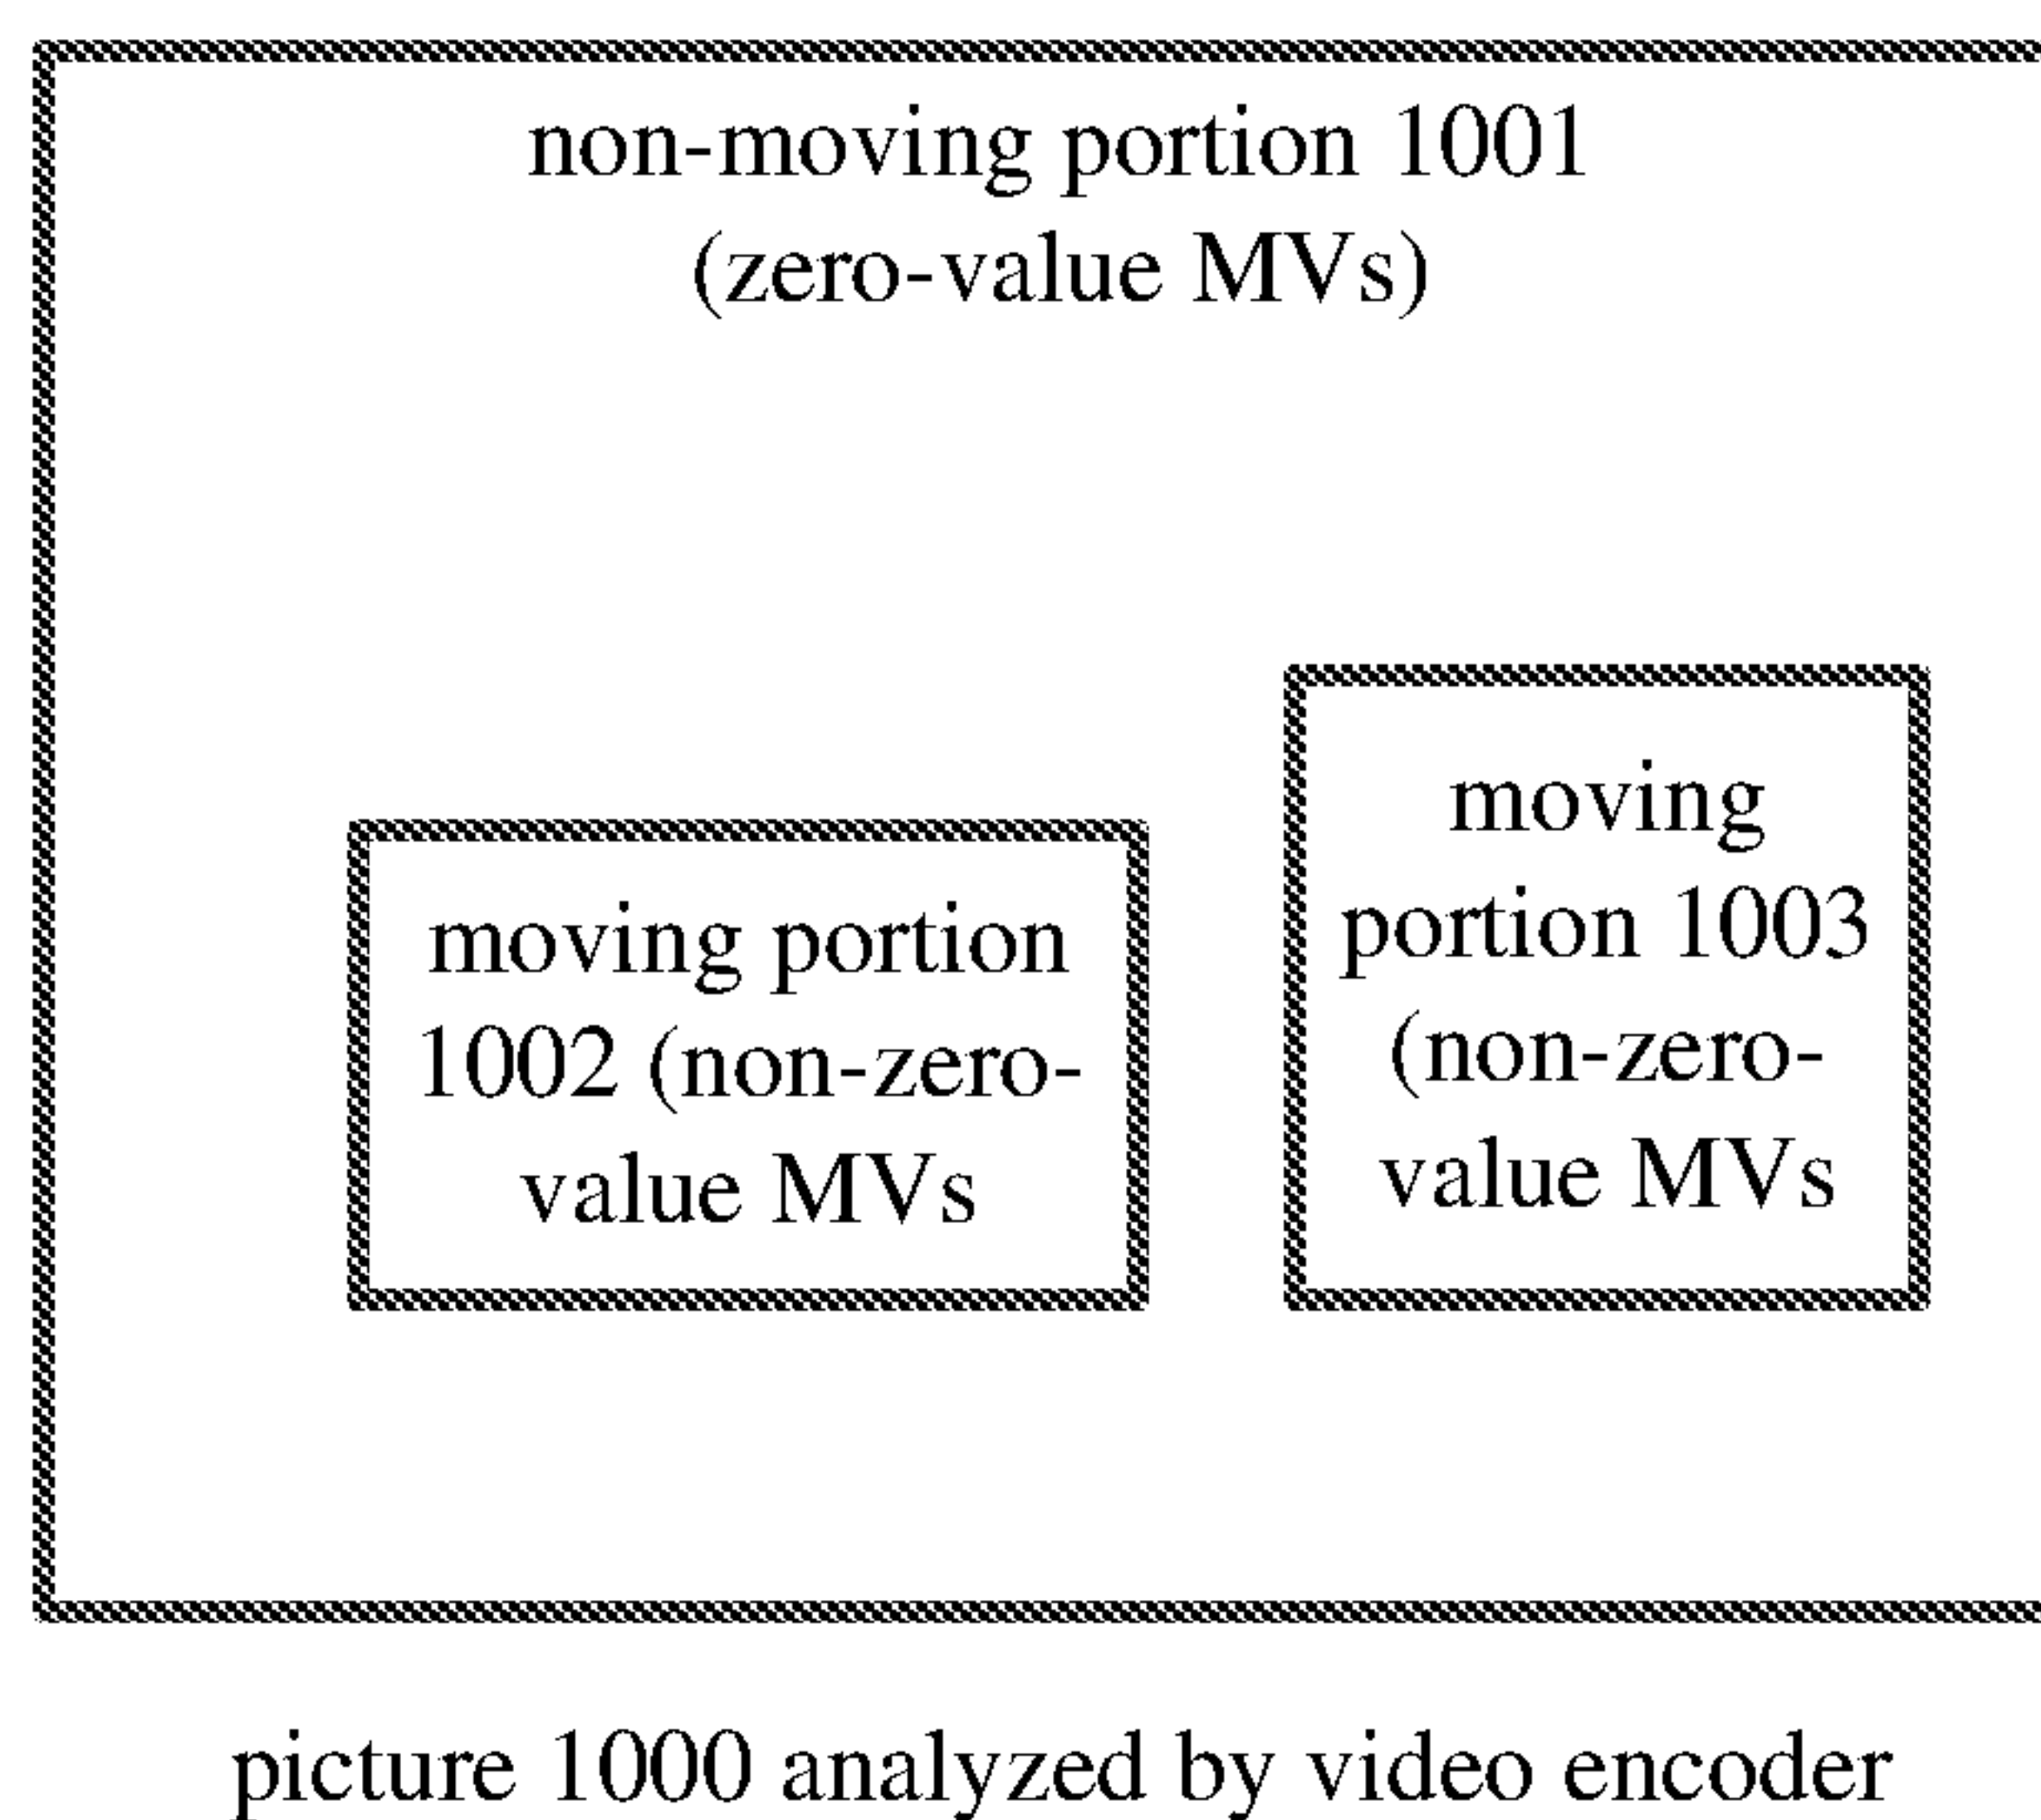 non-moving portion 1001
(zero-value MVs)
moving portion
1002 (non-zero-
value MVs
moving
portion 1003
(non-zero-
value MVs
picture 1000 analyzed by video encoder